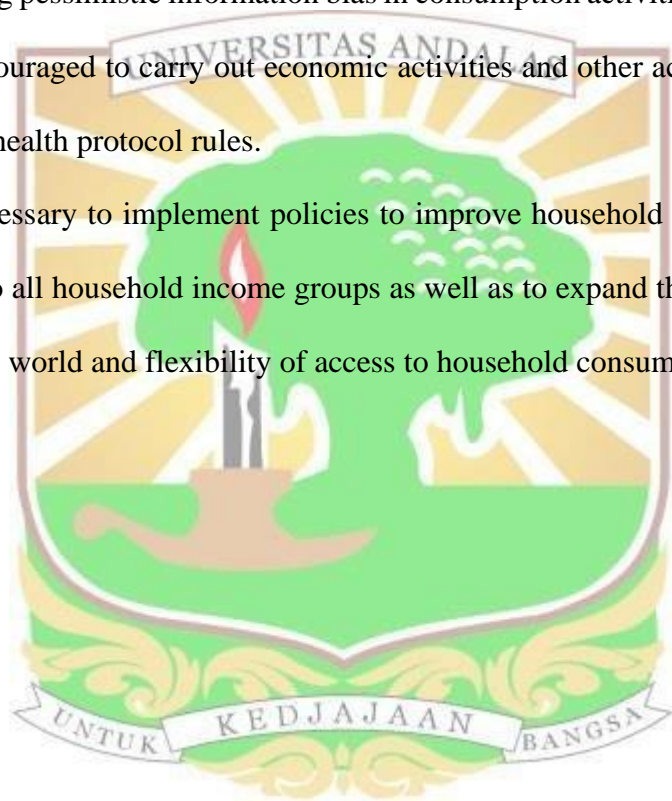 g pessimistic information bias in consumption activiti
UNIVERSITAS ANDALAS
ouraged to carry out economic activities and other ac
health protocol rules.
essary to implement policies to improve household
o all household income groups as well as to expand th
world and flexibility of access to household consum
UNTUK KEDJAJAAN BANGSA